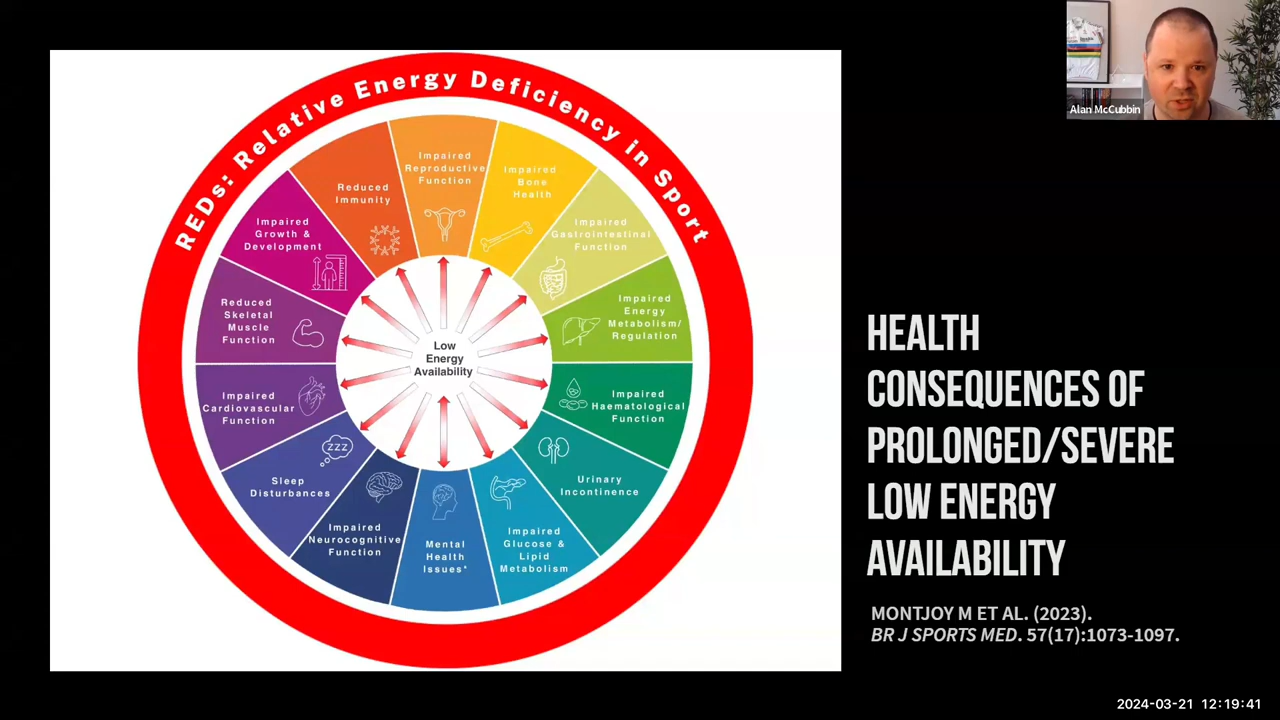 REDs: Relative Energy Deficiency in Sport
Impaired
Reproductive
Function
Impaired
Bone
Health
Impaired
Gastrointestinal
Function
Impaired
Energy
Metabolism/
Regulation
Impaired
Haematological
Function
Urinary
Incontinence
Impaired
Glucose &
Lipid
Metabolism
Mental
Health
Issues*
Impaired
Neurocognitive
Function
Sleep
Disturbances
zzz
Impaired
Cardiovascular
Function
Reduced
Skeletal
Muscle
Function
Impaired
Growth &
Development
Reduced
Immunity
Low
Energy
Availability
Alan McCubbin
HEALTH
CONSEQUENCES OF
PROLONGED/SEVERE
LOW ENERGY
AVAILABILITY
MONTJOY M ET AL. (2023).
BR J SPORTS MED. 57(17):1073-1097.
2024-03-21 12:19:41